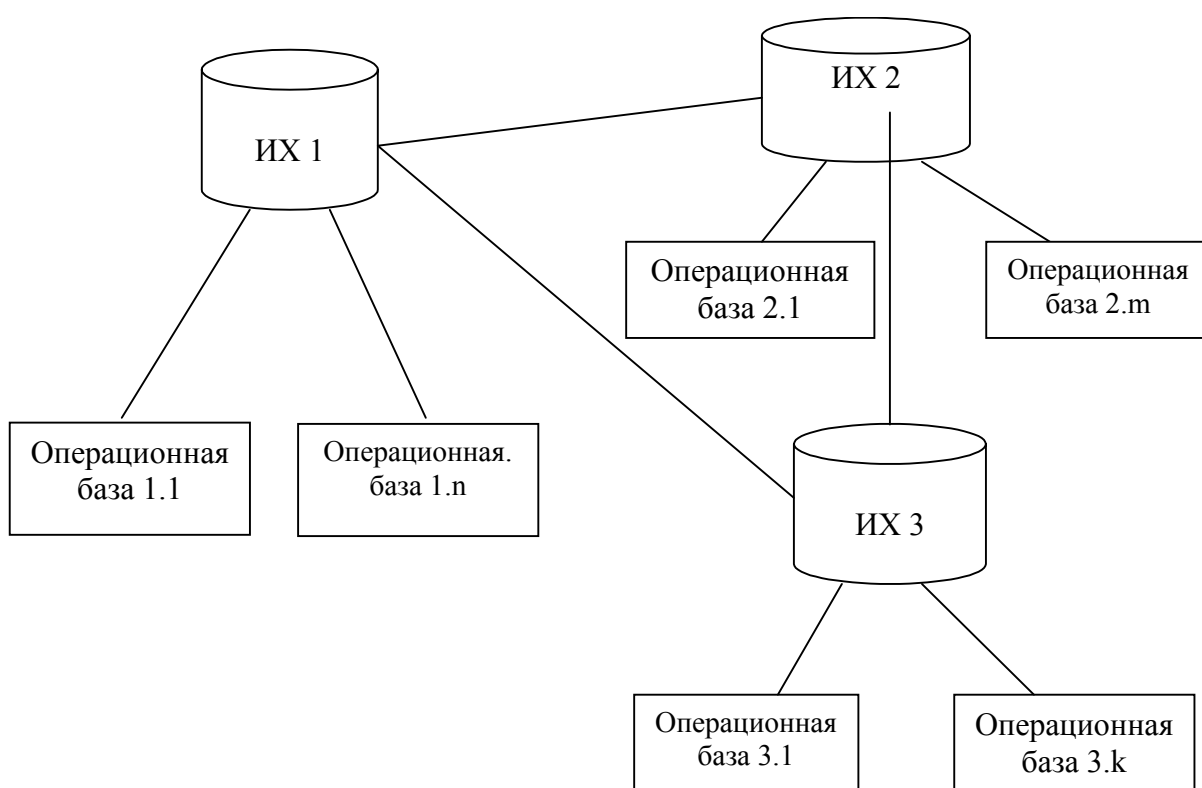 ИХ 2
ИХ 1
Операционная
база 2.1
Операционная
база 2.m
Операционная
база 1.1
Операционная.
база 1.n
ИХ 3
Операционная
база 3.1
Операционная
база 3.k